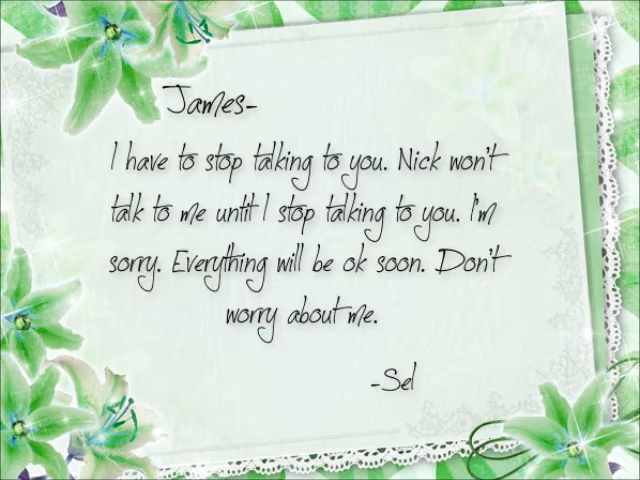 James-
I have to stop talking to you. Nick won't
talk to me until I stop talking to you. I'm
sorry. Everything will be ok soon. Don't
worry about me.
-Sel